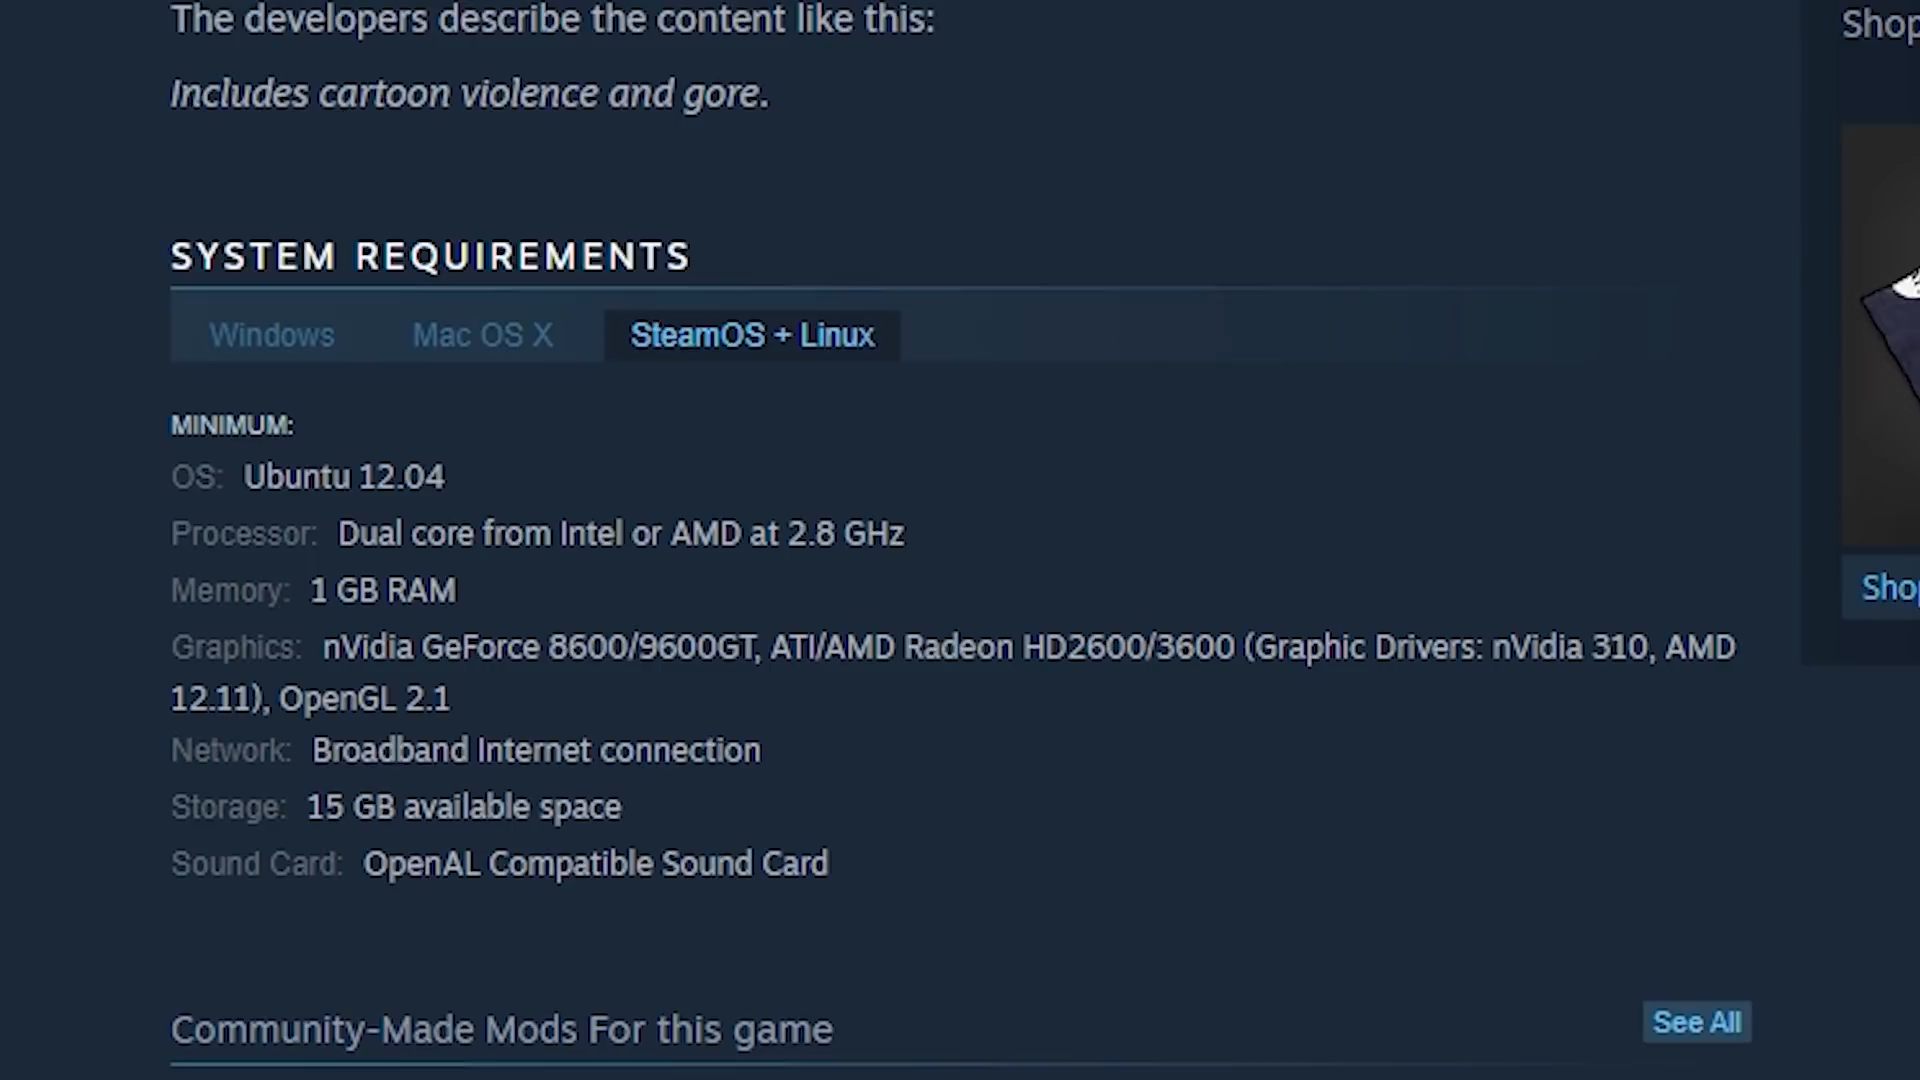 The developers describe the content like this:
Includes cartoon violence and gore.
SYSTEM REQUIREMENTS
Windows Mac OS X SteamOS + Linux
MINIMUM:
OS: Ubuntu 12.04
Processor: Dual core from Intel or AMD at 2.8 GHz
Memory: 1 GB RAM
Graphics: nVidia GeForce 8600/9600GT, ATI/AMD Radeon HD2600/3600 (Graphic Drivers: nVidia 310, AMD
12.11), OpenGL 2.1
Network: Broadband Internet connection
Storage: 15 GB available space
Sound Card: OpenAL Compatible Sound Card
Community-Made Mods For this game
See All
Shop